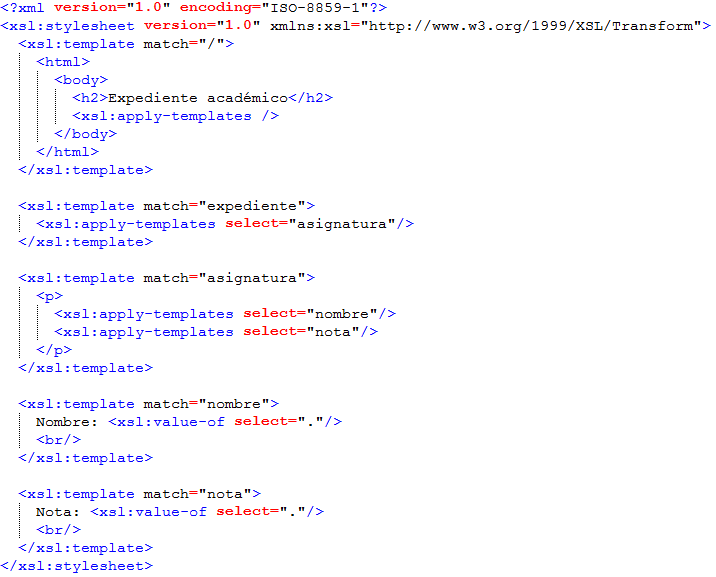 <?xml version="1.0" encoding="ISO-8859-1"?>
<xsl:stylesheet version="1.0" xmlns:xsl="http://www.w3.org/1999/XSL/Transform">
  <xsl:template match="/">
    <html>
      <body>
        <h2>Expediente académico</h2>
        <xsl:apply-templates />
      </body>
    </html>
  </xsl:template>

  <xsl:template match="expediente">
    <xsl:apply-templates select="asignatura"/>
  </xsl:template>

  <xsl:template match="asignatura">
    <p>
      <xsl:apply-templates select="nombre"/>
      <xsl:apply-templates select="nota"/>
    </p>
  </xsl:template>

  <xsl:template match="nombre">
    Nombre: <xsl:value-of select="."/>
    <br/>
  </xsl:template>

  <xsl:template match="nota">
    Nota: <xsl:value-of select="."/>
    <br/>
  </xsl:template>
</xsl:stylesheet>